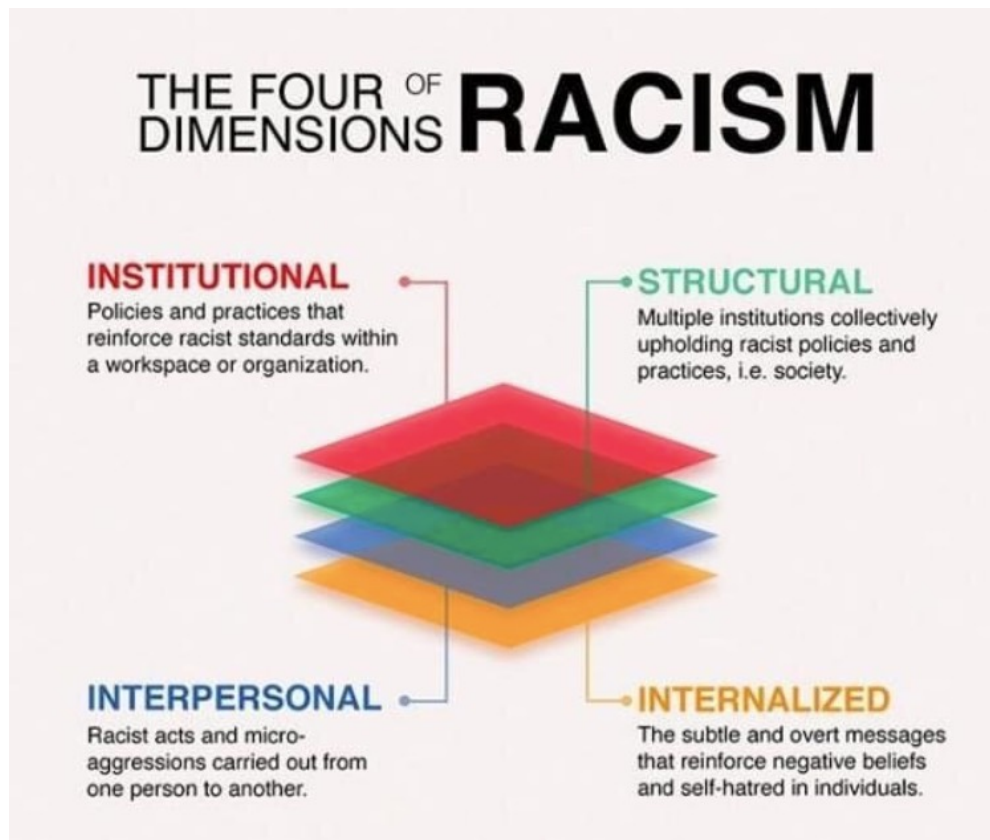 THE FOUR OF
DIMENSIONS RACISM
INSTITUTIONAL
Policies and practices that
reinforce racist standards within
a workspace or organization.
STRUCTURAL
Multiple institutions collectively
upholding racist policies and
practices, i.e. society.
INTERPERSONAL
Racist acts and micro-
aggressions carried out from
one person to another.
INTERNALIZED
The subtle and overt messages
that reinforce negative beliefs
and self-hatred in individuals.